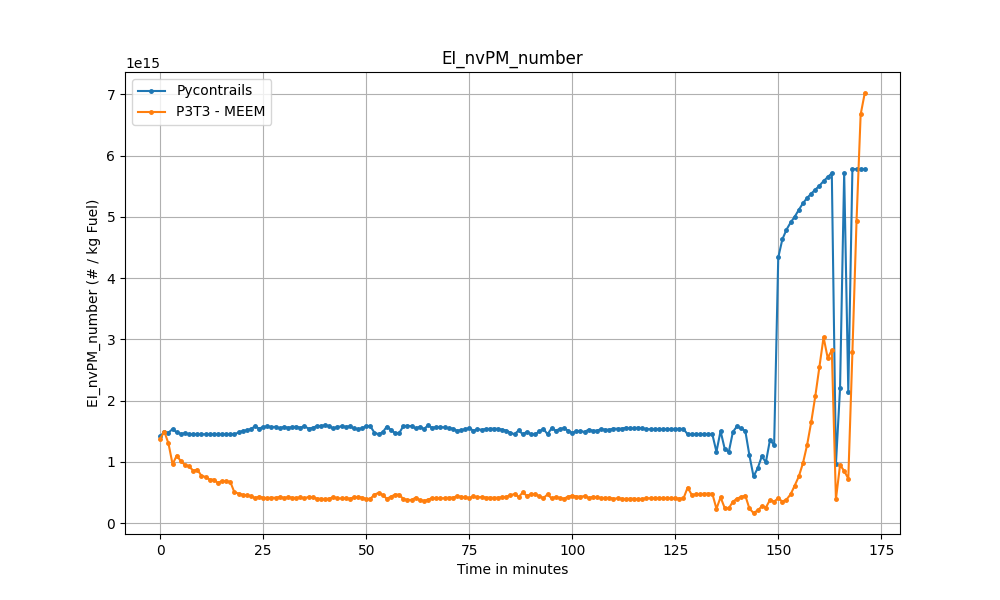 EI_nvPM_number
1e15
Pycontrails
P3T3 - MEEM
7
6
5
4
3
2
1
0
EI_nvPM_number (# / kg Fuel)
0 25 50 75 100 125 150 175
Time in minutes